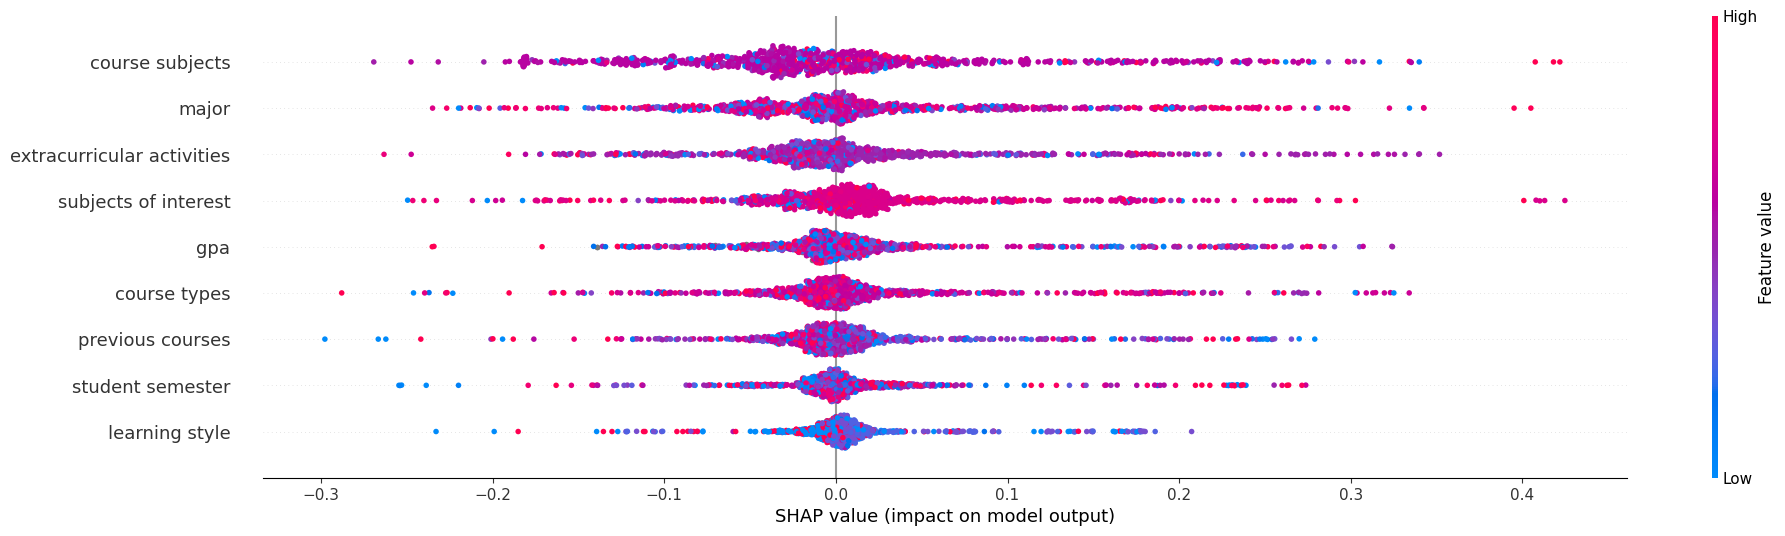 High
course subjects
major
extracurricular activities
subjects of interest
gpa
course types
previous courses
student semester
learning style
Feature value
Low
−0.3 −0.2 −0.1 0.0 0.1 0.2 0.3 0.4
SHAP value (impact on model output)